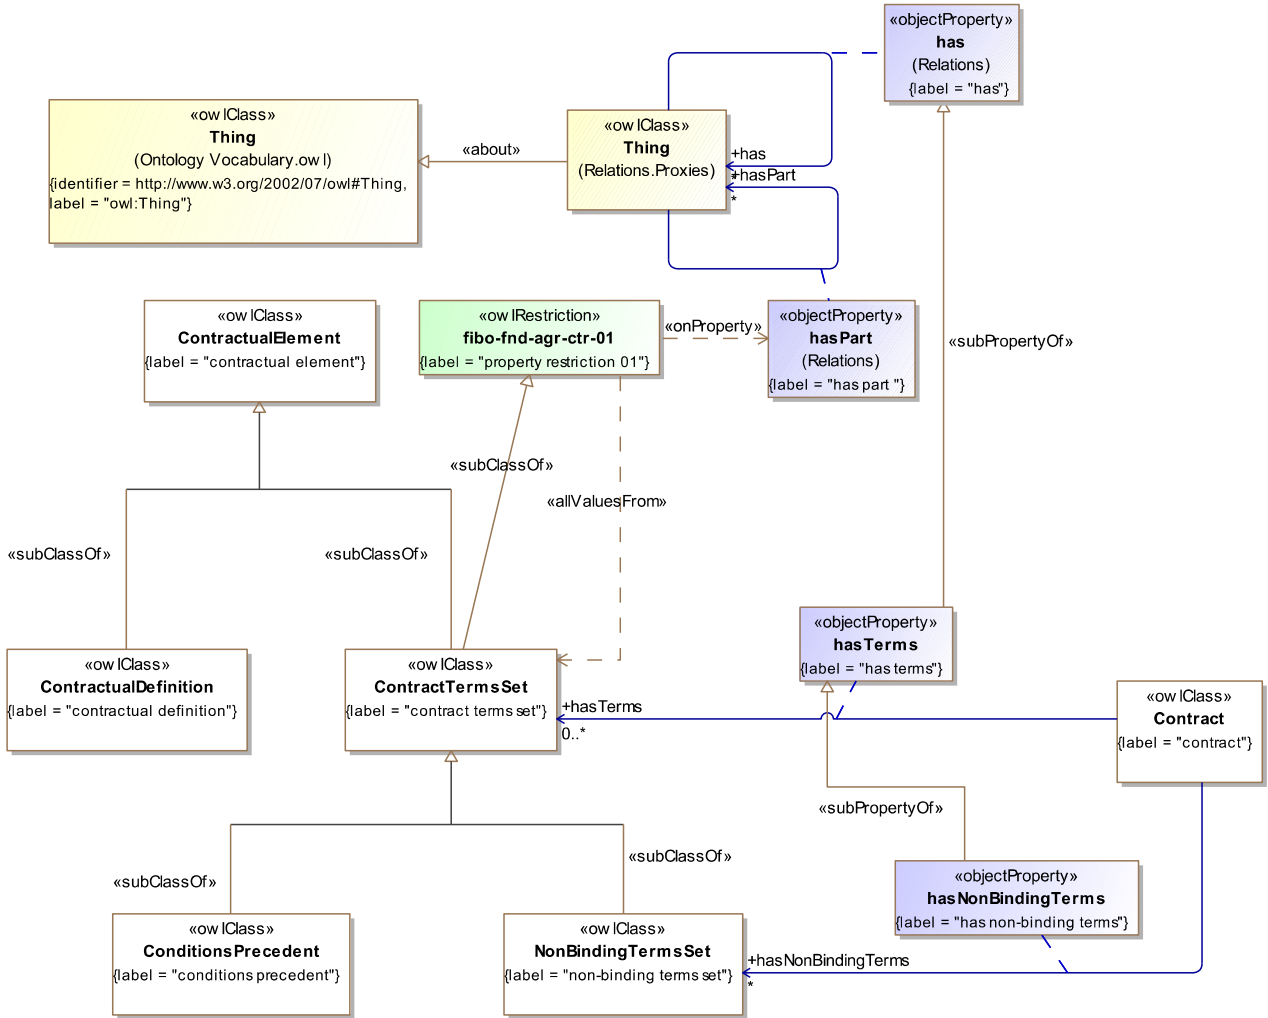 «objectProperty»
has
(Relations)
{label = "has"}
«owlClass»
Thing
(Ontology Vocabulary.owl)
{identifier = http://www.w3.org/2002/07/owl#Thing,
label = "owl:Thing"}
«about»
«owlClass»
Thing
(Relations.Proxies)
+has
*
+hasPart
*
«owlClass»
ContractualElement
{label = "contractual element"}
«owlRestriction»
fibo-fnd-agr-ctr-01
{label = "property restriction 01"}
«onProperty»
«objectProperty»
hasPart
(Relations)
{label = "has part "}
«subPropertyOf»
«subClassOf»
«allValuesFrom»
«subClassOf»
«subClassOf»
«objectProperty»
hasTerms
{label = "has terms"}
«owlClass»
ContractualDefinition
{label = "contractual definition"}
«owlClass»
ContractTermsSet
{label = "contract terms set"}
+hasTerms
0..*
«owlClass»
Contract
{label = "contract"}
«subPropertyOf»
«subClassOf»
«subClassOf»
«objectProperty»
hasNonBindingTerms
{label = "has non-binding terms"}
«owlClass»
ConditionsPrecedent
{label = "conditions precedent"}
«owlClass»
NonBindingTermsSet
{label = "non-binding terms set"}
+hasNonBindingTerms
*